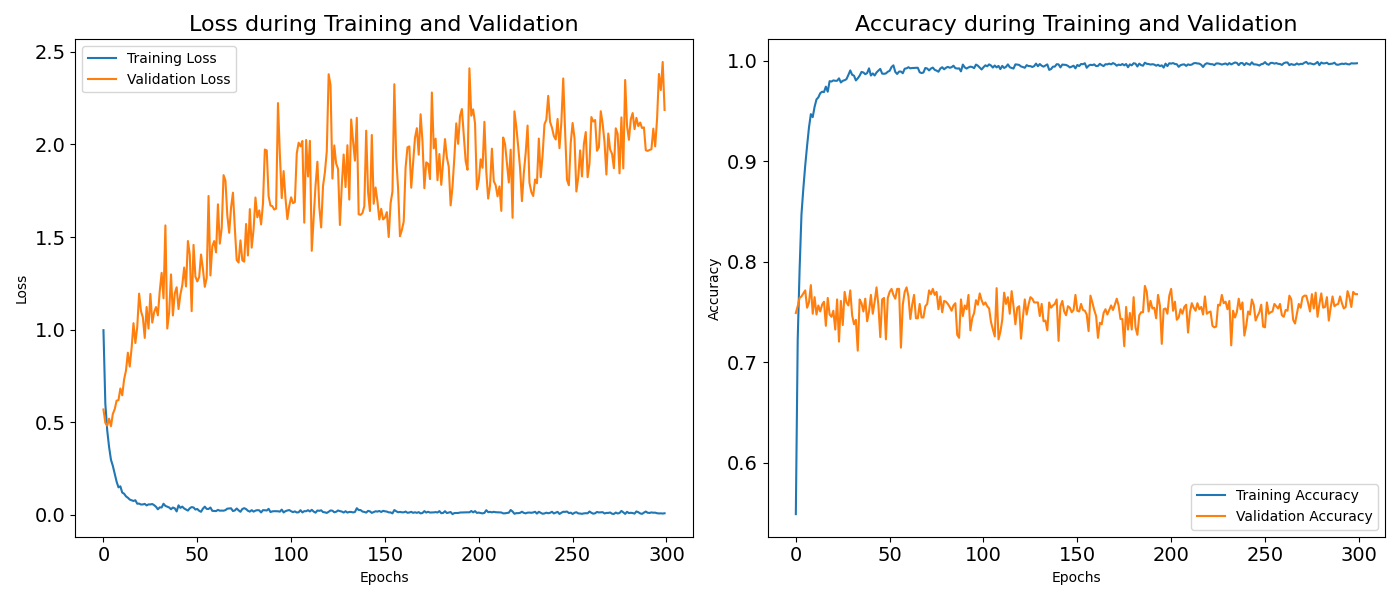 Loss during Training and Validation
Training Loss
Validation Loss
2.5
2.0
1.5
1.0
0.5
0.0
Loss
0 50 100 150 200 250 300
Epochs
Accuracy during Training and Validation
1.0
0.9
0.8
0.7
0.6
Accuracy
Training Accuracy
Validation Accuracy
0 50 100 150 200 250 300
Epochs